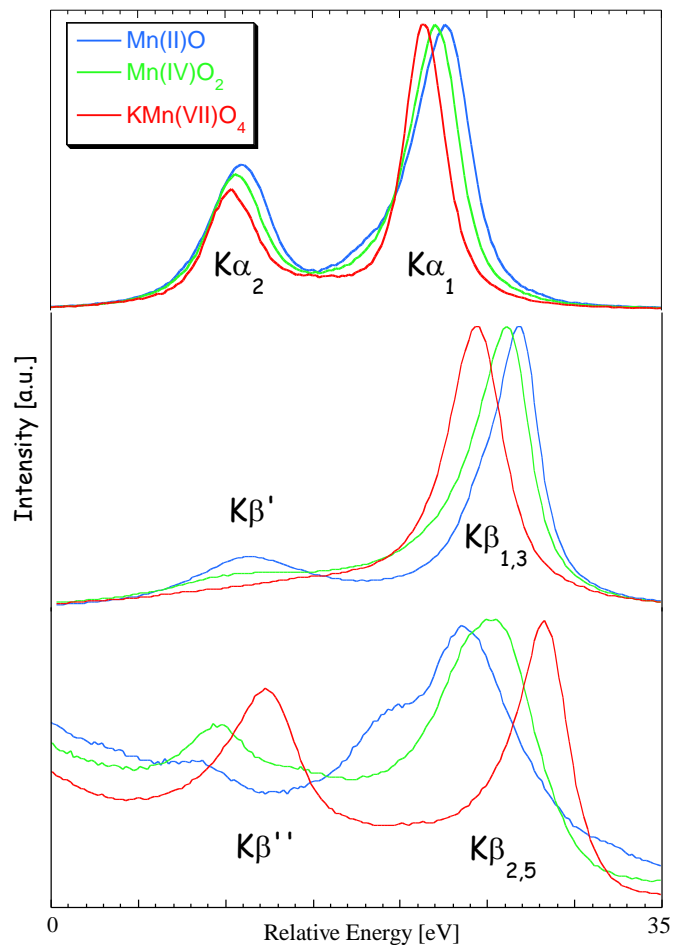 Mn(II)O
Mn(IV)O₂
KMn(VII)O₄
Kα₂
Kα₁
Intensity [a.u.]
Kβ'
Kβ₁,₃
Kβ''
Kβ₂,₅
0
Relative Energy [eV]
35